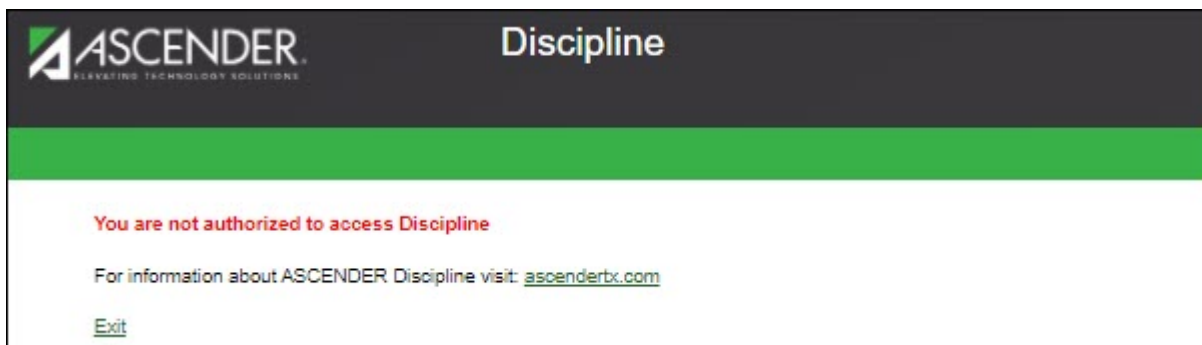 ASCENDER.
Discipline
ELEVATING TECHNOLOGY SOLUTIONS
You are not authorized to access Discipline
For information about ASCENDER Discipline visit: ascendertx.com
Exit